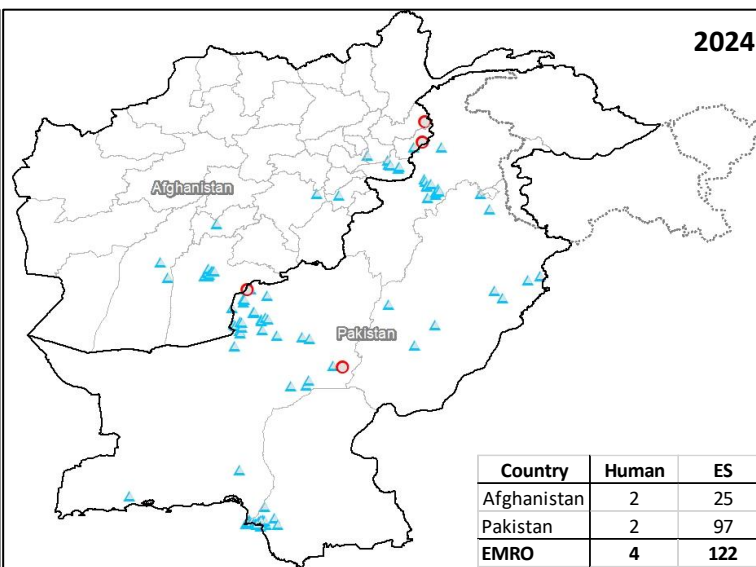 2024
Afghanistan
Pakistan
Country Human ES
Afghanistan 2 25
Pakistan 2 97
EMRO 4 122